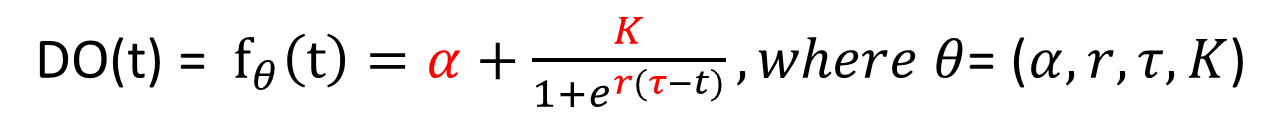 DO(t) = f_θ(t) = α + K / (1+e^{r(τ−t)}), where θ= (α, r, τ, K)